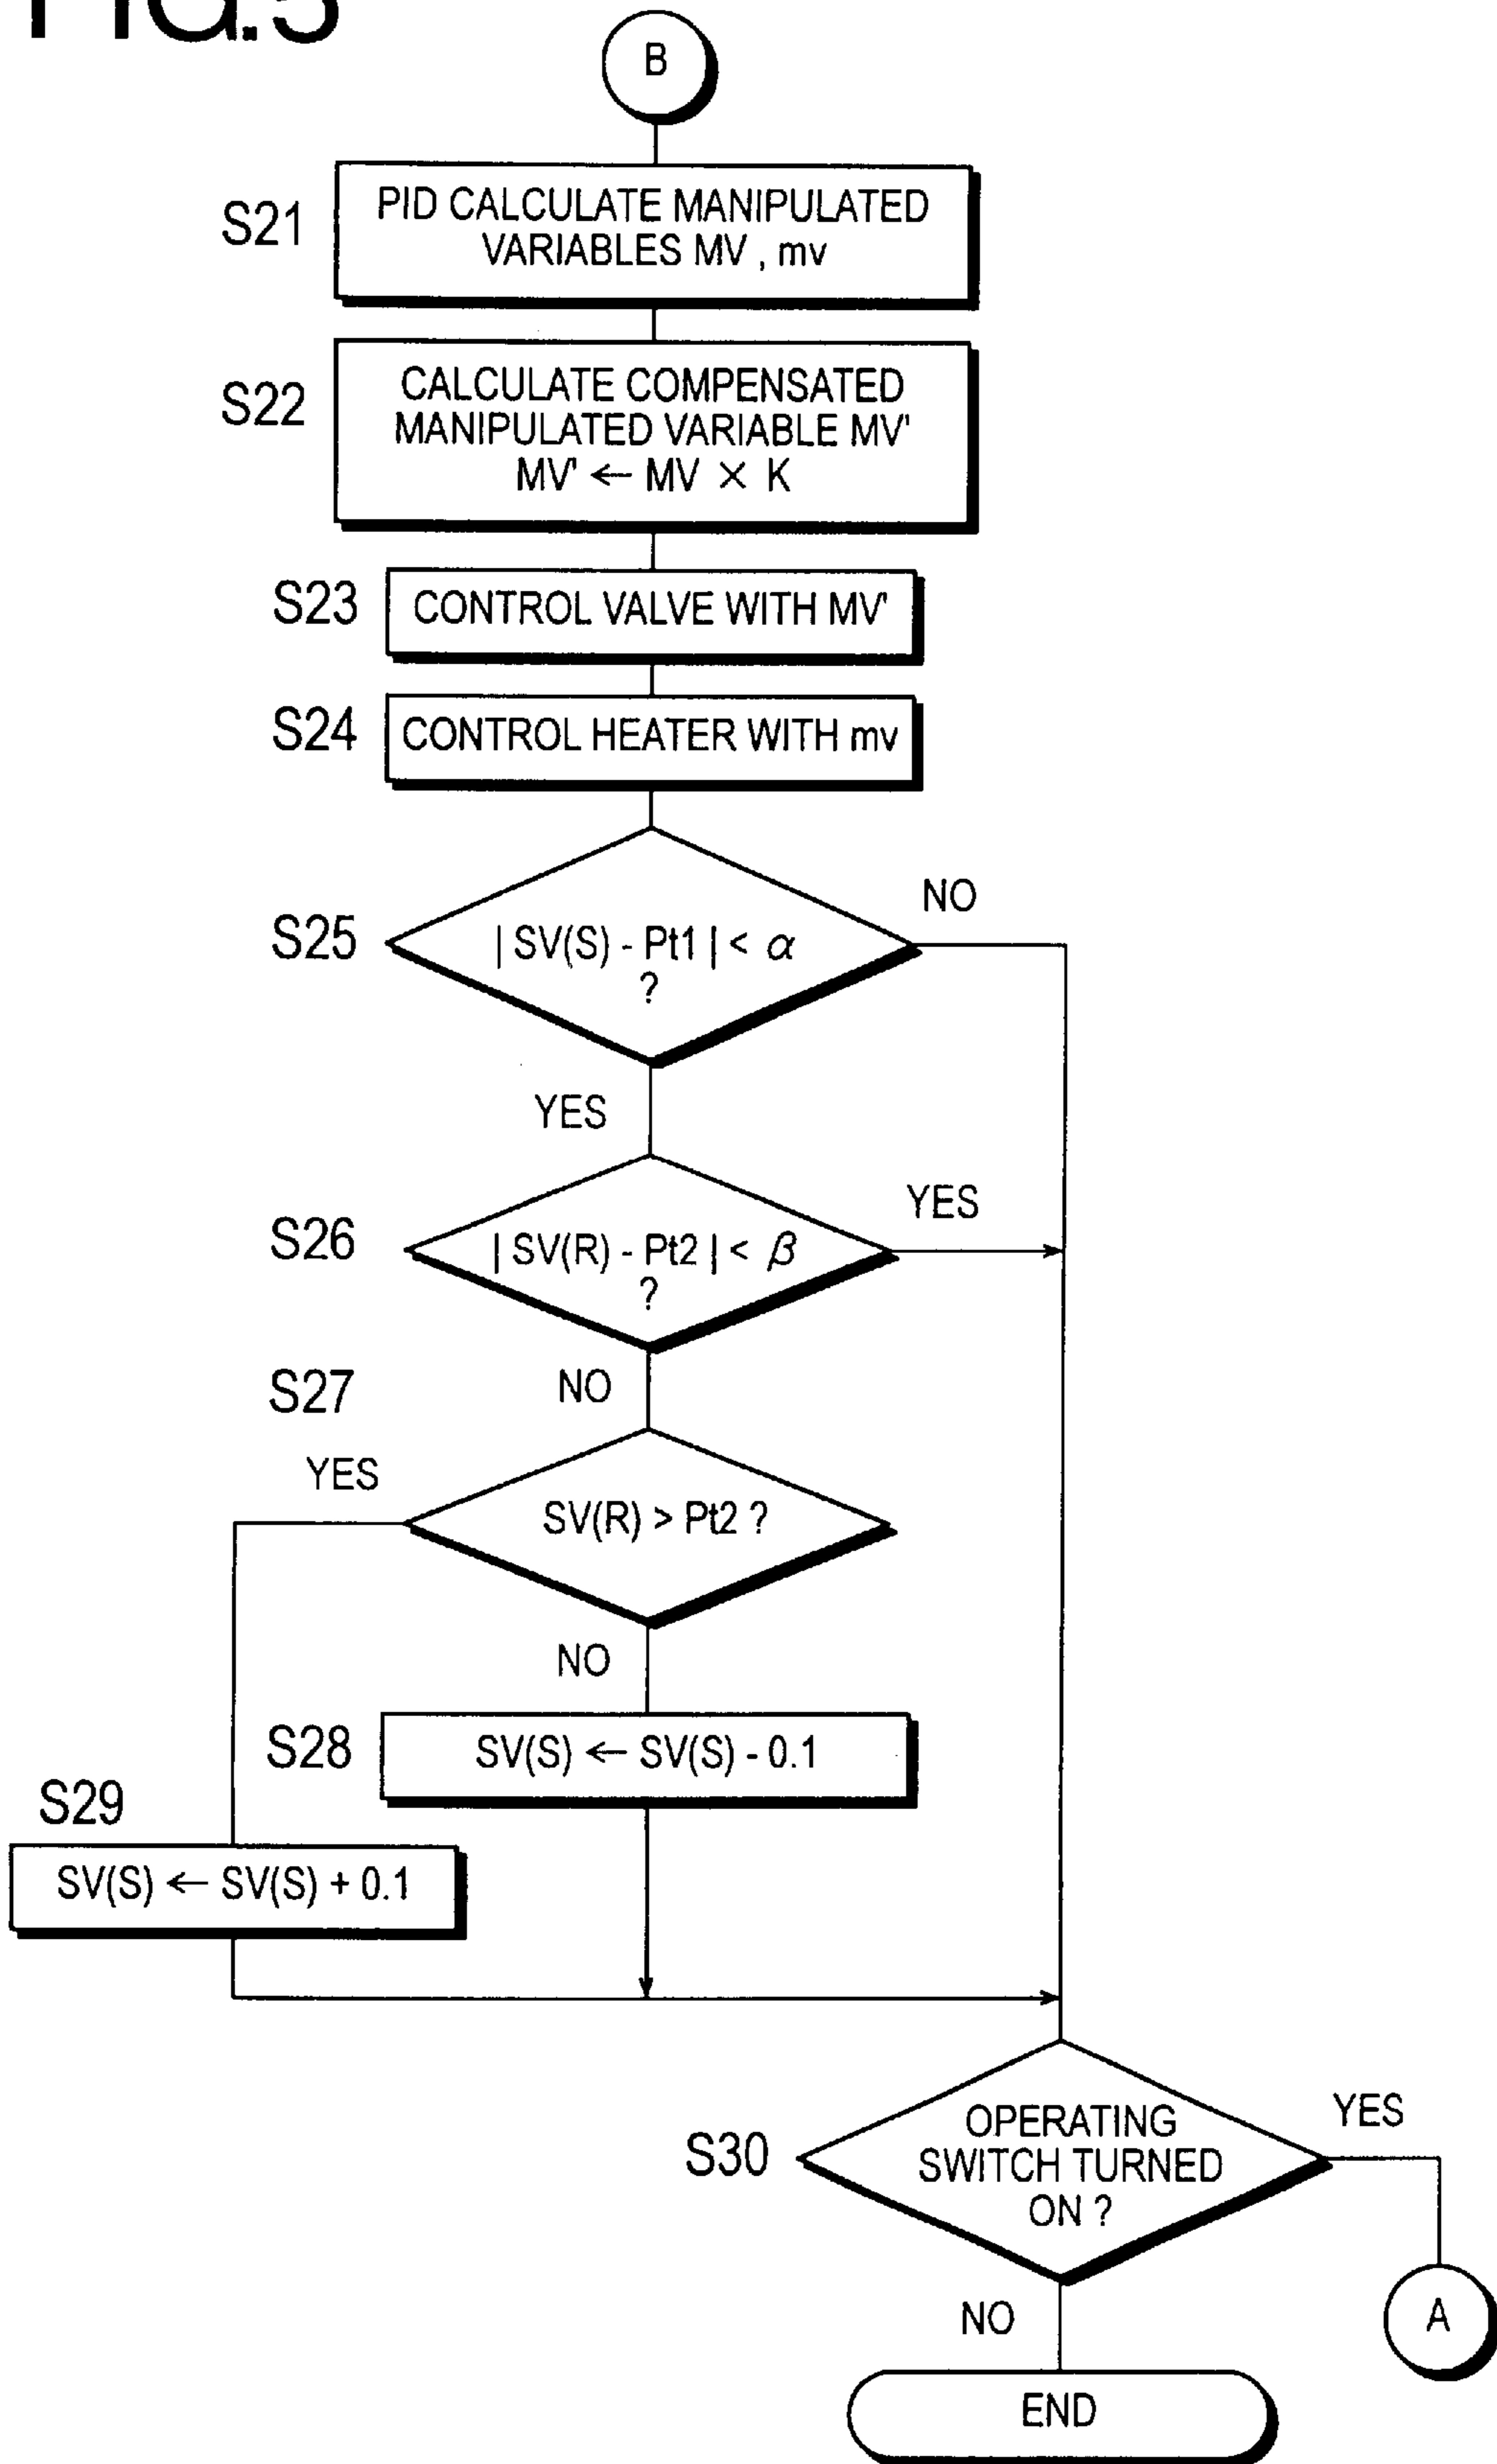 FIG.5
B
S21
PID CALCULATE MANIPULATED
VARIABLES MV , mv
S22
CALCULATE COMPENSATED
MANIPULATED VARIABLE MV'
MV' ← MV × K
S23
CONTROL VALVE WITH MV'
S24
CONTROL HEATER WITH mv
S25
| SV(S) - Pt1 | < α
?
NO
YES
S26
| SV(R) - Pt2 | < β
?
YES
NO
S27
SV(R) > Pt2 ?
YES
NO
S28
SV(S) ← SV(S) - 0.1
S29
SV(S) ← SV(S) + 0.1
S30
OPERATING
SWITCH TURNED
ON ?
YES
A
NO
END